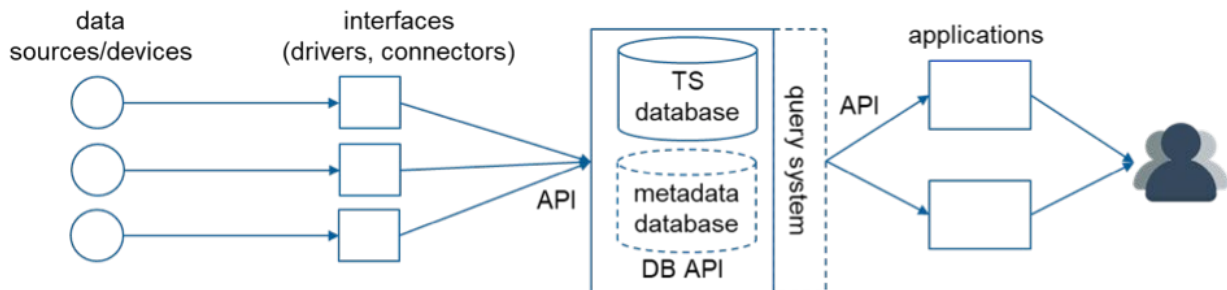 data
sources/devices
interfaces
(drivers, connectors)
API
TS
database
metadata
database
DB API
query system
API
applications